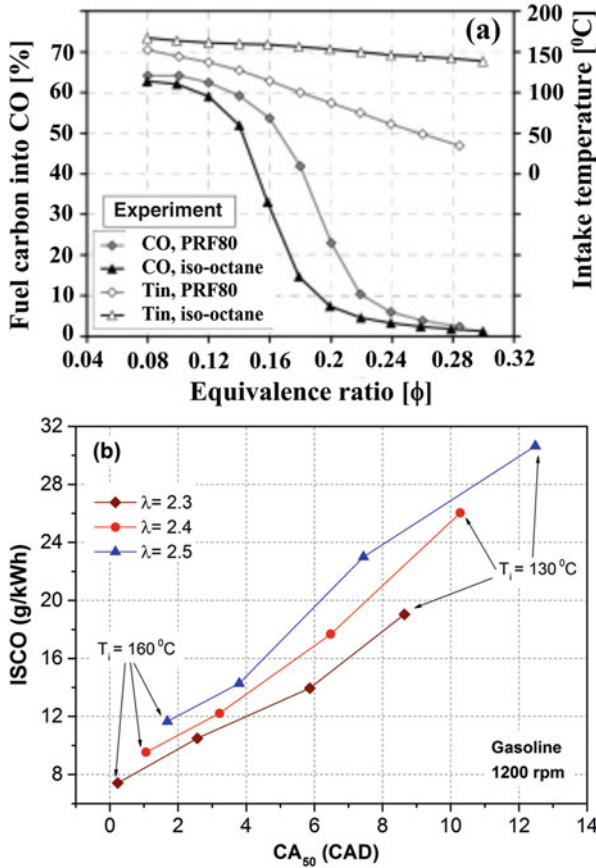 (a)
Fuel carbon into CO [%]
70
60
50
40
30
20
10
0
200
150
100
50
0
Intake temperature [⁰C]
Experiment
CO, PRF80
CO, iso-octane
Tin, PRF80
Tin, iso-octane
0.04 0.08 0.12 0.16 0.2 0.24 0.28 0.32
Equivalence ratio [ϕ]
(b)
ISCO (g/kWh)
32
28
24
20
16
12
8
λ= 2.3
λ= 2.4
λ= 2.5
Tᵢ = 160 ⁰C
Tᵢ = 130 ⁰C
Gasoline
1200 rpm
0 2 4 6 8 10 12 14
CA₅₀ (CAD)